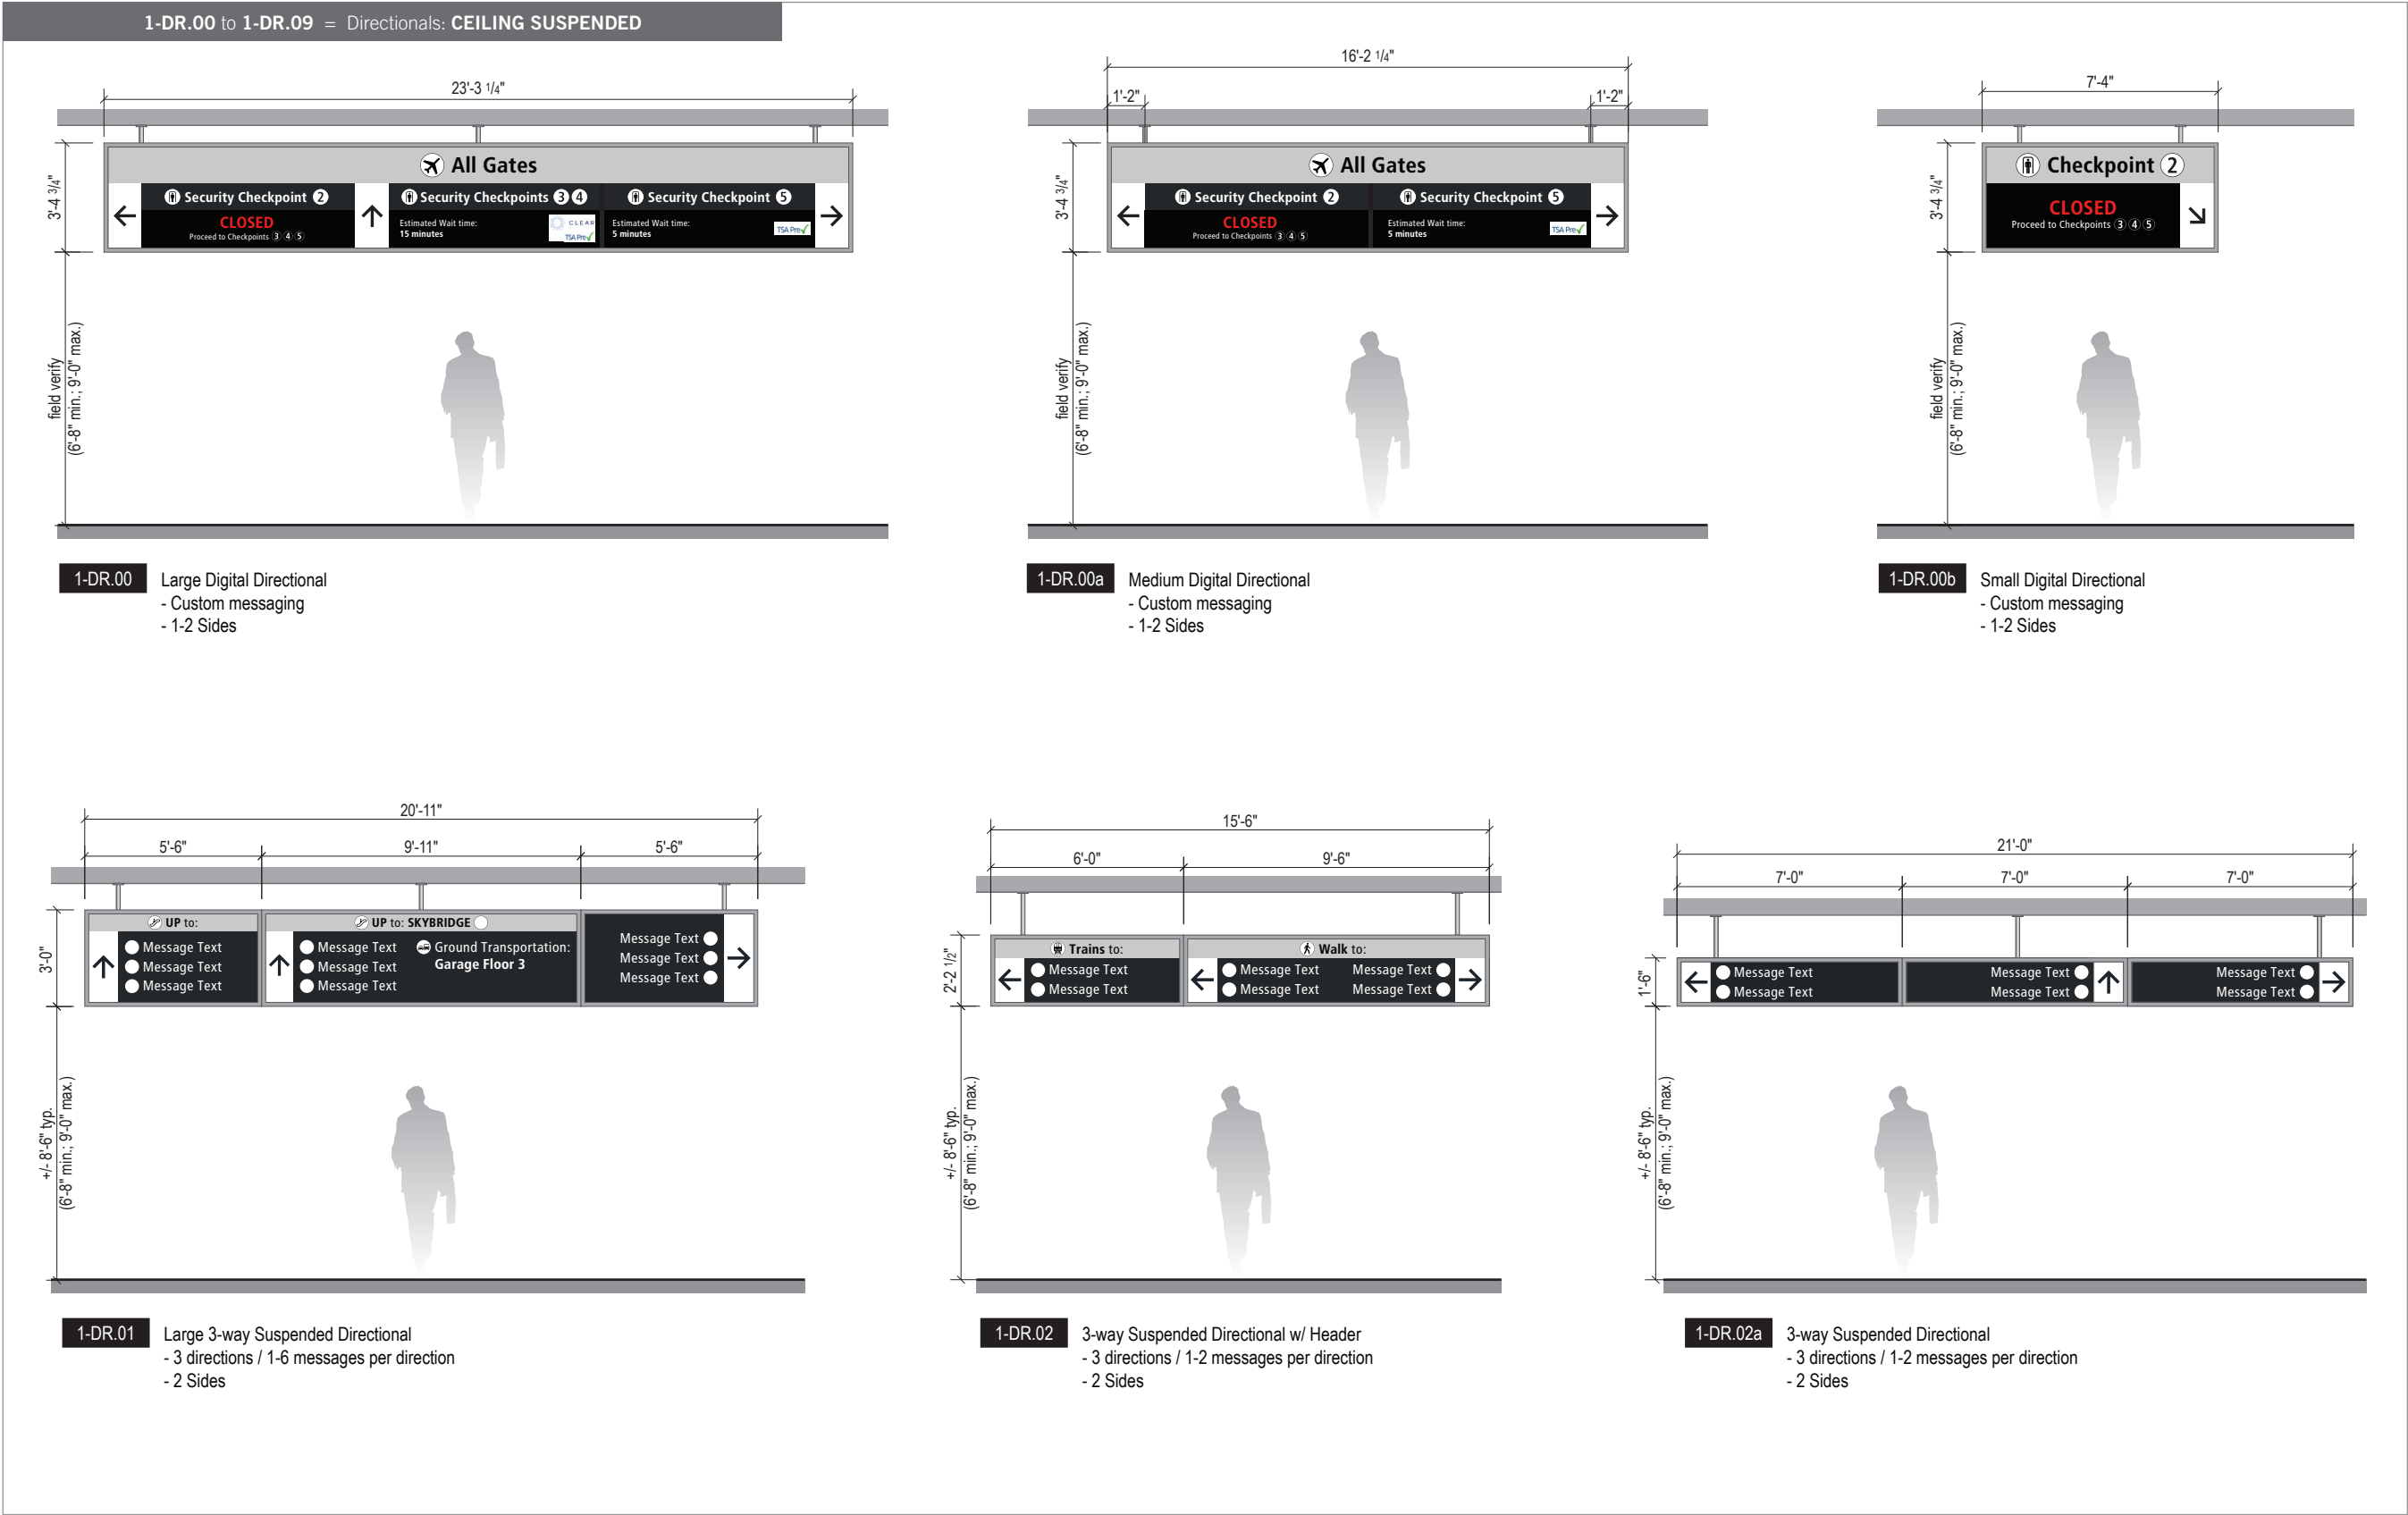 1-DR.00 to 1-DR.09 = Directionals: CEILING SUSPENDED
23'-3 1/4"
3'-4 3/4"
All Gates
Security Checkpoint 2
CLOSED
Proceed to Checkpoints 3 4 5
Security Checkpoints 3 4
Estimated Wait time:
15 minutes
CLEAR
TSA Pre✓
Security Checkpoint 5
Estimated Wait time:
5 minutes
TSA Pre✓
field verify
(6'-8" min.; 9'-0" max.)
1-DR.00
Large Digital Directional
- Custom messaging
- 1-2 Sides
16'-2 1/4"
1'-2"
1'-2"
3'-4 3/4"
All Gates
Security Checkpoint 2
CLOSED
Proceed to Checkpoints 3 4 5
Security Checkpoint 5
Estimated Wait time:
5 minutes
TSA Pre✓
field verify
(6'-8" min.; 9'-0" max.)
1-DR.00a
Medium Digital Directional
- Custom messaging
- 1-2 Sides
7'-4"
3'-4 3/4"
Checkpoint 2
CLOSED
Proceed to Checkpoints 3 4 5
field verify
(6'-8" min.; 9'-0" max.)
1-DR.00b
Small Digital Directional
- Custom messaging
- 1-2 Sides
20'-11"
5'-6"
9'-11"
5'-6"
3'-0"
UP to:
Message Text
Message Text
Message Text
UP to: SKYBRIDGE
Message Text
Message Text
Message Text
Ground Transportation:
Garage Floor 3
Message Text
Message Text
Message Text
+/- 8'-6" typ.
(6'-8" min.; 9'-0" max.)
1-DR.01
Large 3-way Suspended Directional
- 3 directions / 1-6 messages per direction
- 2 Sides
15'-6"
6'-0"
9'-6"
2'-2 1/2"
Trains to:
Message Text
Message Text
Walk to:
Message Text
Message Text
Message Text
Message Text
+/- 8'-6" typ.
(6'-8" min.; 9'-0" max.)
1-DR.02
3-way Suspended Directional w/ Header
- 3 directions / 1-2 messages per direction
- 2 Sides
21'-0"
7'-0"
7'-0"
7'-0"
1'-6"
Message Text
Message Text
Message Text
Message Text
Message Text
Message Text
+/- 8'-6" typ.
(6'-8" min.; 9'-0" max.)
1-DR.02a
3-way Suspended Directional
- 3 directions / 1-2 messages per direction
- 2 Sides